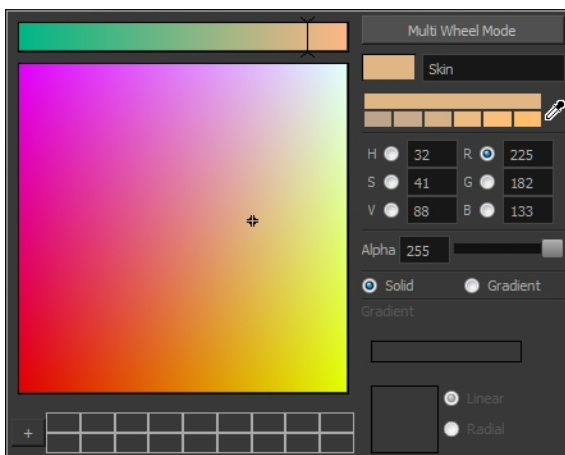 Multi Wheel Mode
Skin
H 32 R 225
S 41 G 182
V 88 B 133
Alpha 255
Solid Gradient
Gradient
Linear
+
Radial